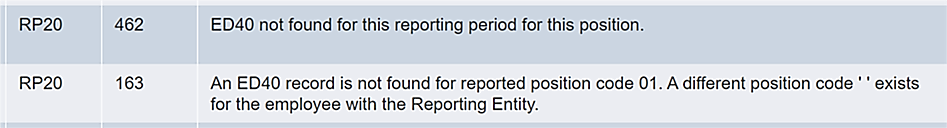 RP20 462 ED40 not found for this reporting period for this position.
RP20 163 An ED40 record is not found for reported position code 01. A different position code ' ' exists
for the employee with the Reporting Entity.